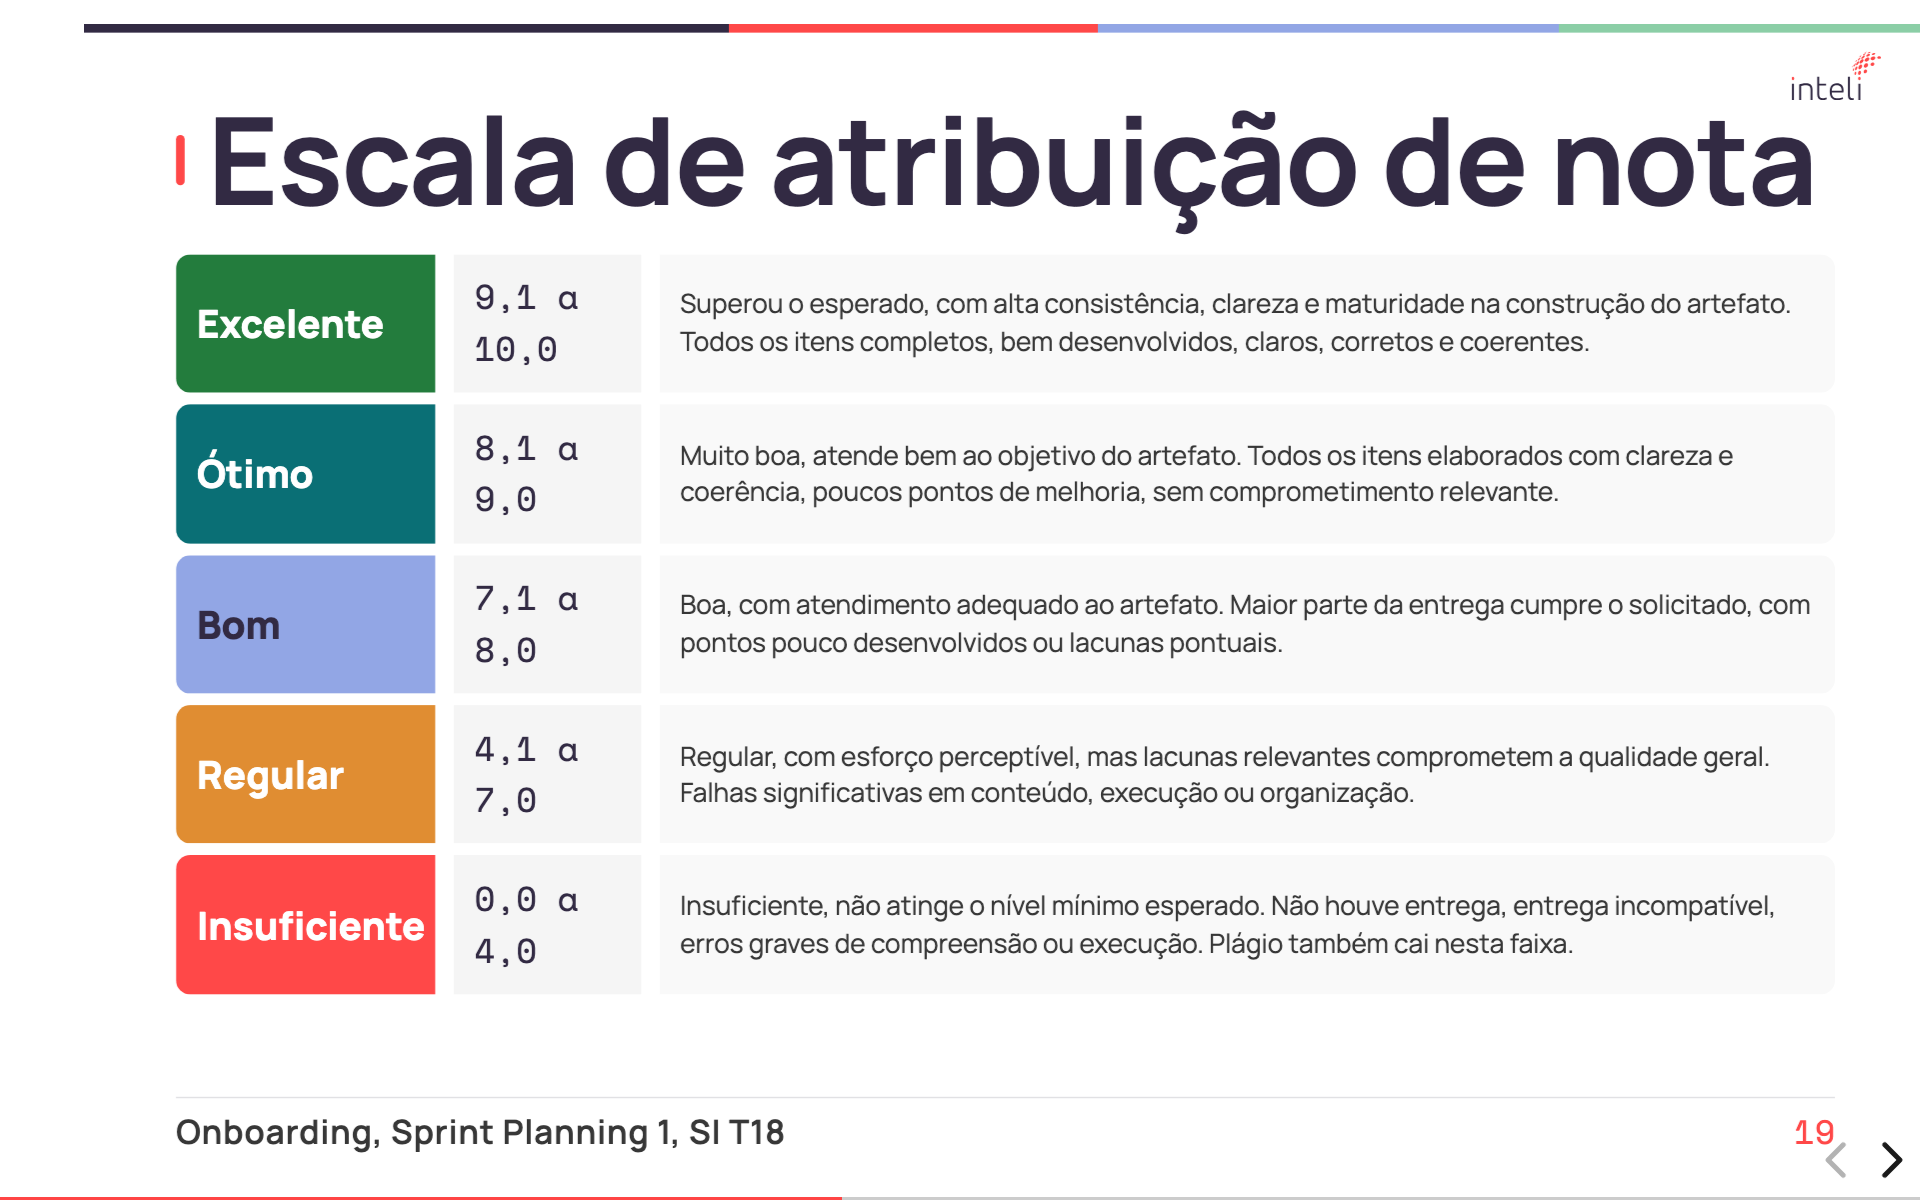 inteli
Escala de atribuição de nota
Excelente
9,1 a
10,0
Superou o esperado, com alta consistência, clareza e maturidade na construção do artefato.
Todos os itens completos, bem desenvolvidos, claros, corretos e coerentes.
Ótimo
8,1 a
9,0
Muito boa, atende bem ao objetivo do artefato. Todos os itens elaborados com clareza e
coerência, poucos pontos de melhoria, sem comprometimento relevante.
Bom
7,1 a
8,0
Boa, com atendimento adequado ao artefato. Maior parte da entrega cumpre o solicitado, com
pontos pouco desenvolvidos ou lacunas pontuais.
Regular
4,1 a
7,0
Regular, com esforço perceptível, mas lacunas relevantes comprometem a qualidade geral.
Falhas significativas em conteúdo, execução ou organização.
Insuficiente
0,0 a
4,0
Insuficiente, não atinge o nível mínimo esperado. Não houve entrega, entrega incompatível,
erros graves de compreensão ou execução. Plágio também cai nesta faixa.
Onboarding, Sprint Planning 1, SI T18
19